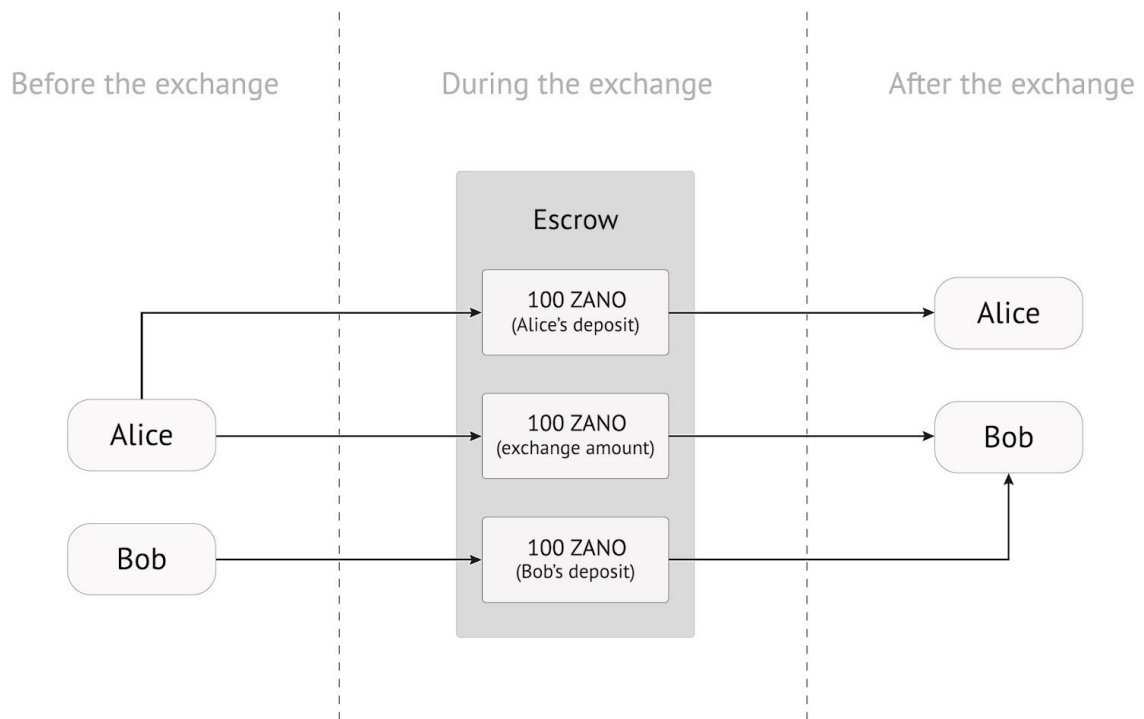 Before the exchange
During the exchange
After the exchange
Escrow
100 ZANO
(Alice's deposit)
Alice
Alice
100 ZANO
(exchange amount)
Bob
Bob
100 ZANO
(Bob's deposit)